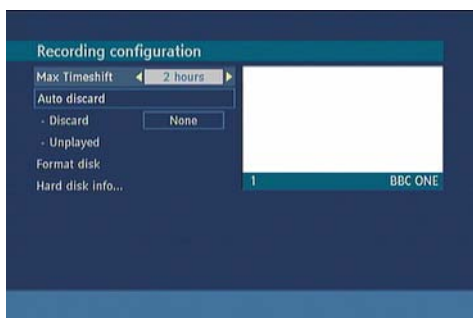 Recording configuration
Max Timeshift 2 hours
Auto discard
- Discard None
- Unplayed
Format disk
Hard disk info...
1 BBC ONE